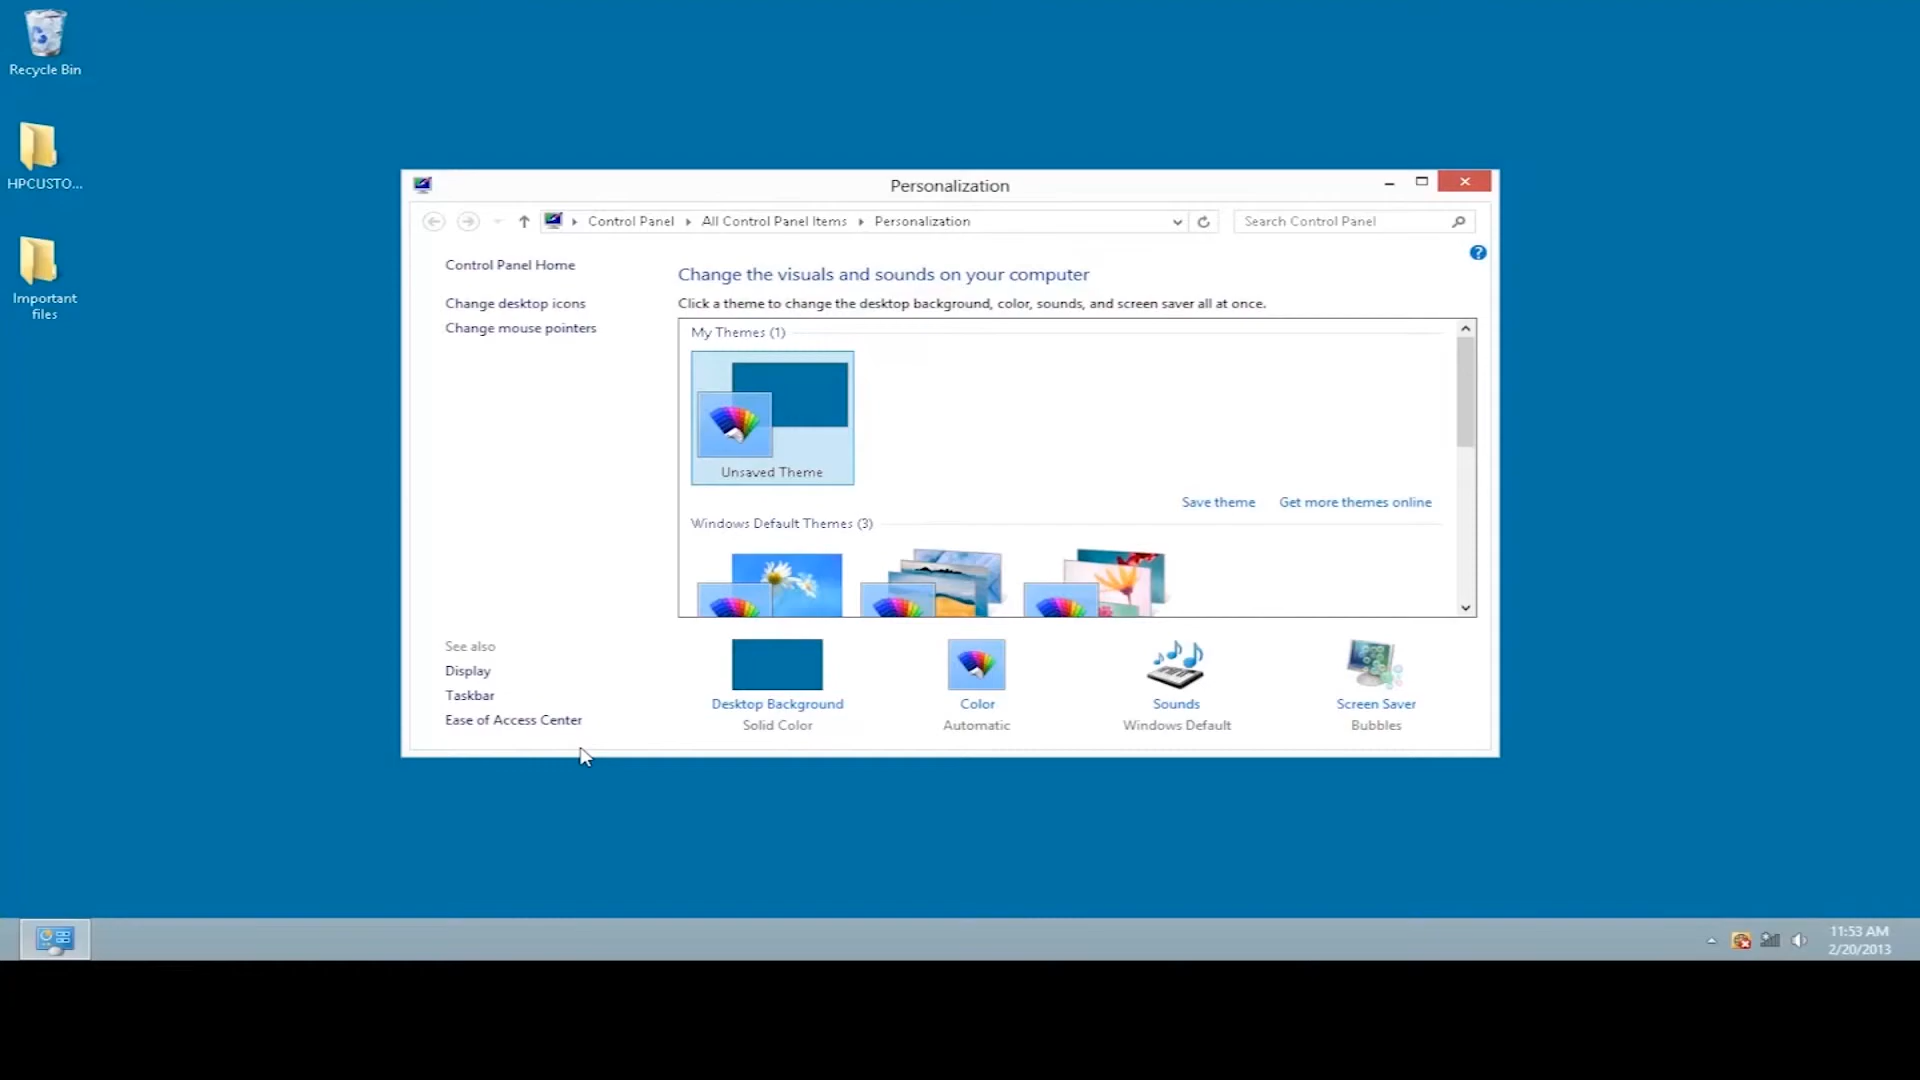 Recycle Bin
HPCUSTO...
Important
files
Personalization
Control Panel
All Control Panel Items
Personalization
Search Control Panel
?
Control Panel Home
Change desktop icons
Change mouse pointers
Change the visuals and sounds on your computer
Click a theme to change the desktop background, color, sounds, and screen saver all at once.
My Themes (1)
Unsaved Theme
Save theme
Get more themes online
Windows Default Themes (3)
See also
Display
Taskbar
Ease of Access Center
Desktop Background
Solid Color
Color
Automatic
Sounds
Windows Default
Screen Saver
Bubbles
11:53 AM
2/20/2013